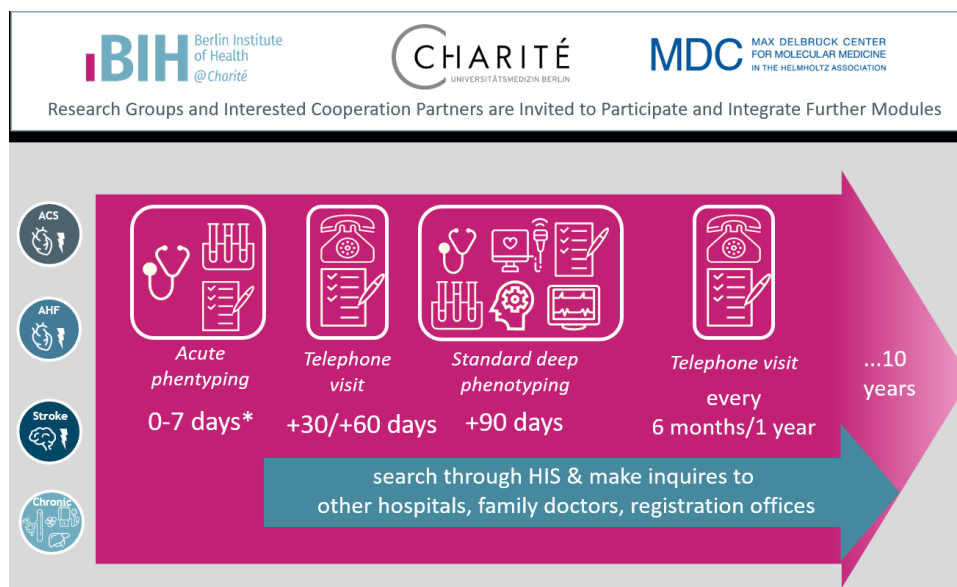 BIH Berlin Institute
of Health
@Charité
CHARITÉ
UNIVERSITÄTSMEDIZIN BERLIN
MDC MAX DELBRÜCK CENTER
FOR MOLECULAR MEDICINE
IN THE HELMHOLTZ ASSOCIATION
Research Groups and Interested Cooperation Partners are Invited to Participate and Integrate Further Modules
ACS
AHF
Stroke
Chronic
Acute
phentyping
0-7 days*
Telephone
visit
+30/+60 days
Standard deep
phenotyping
+90 days
Telephone visit
every
6 months/1 year
...10
years
search through HIS & make inquires to
other hospitals, family doctors, registration offices